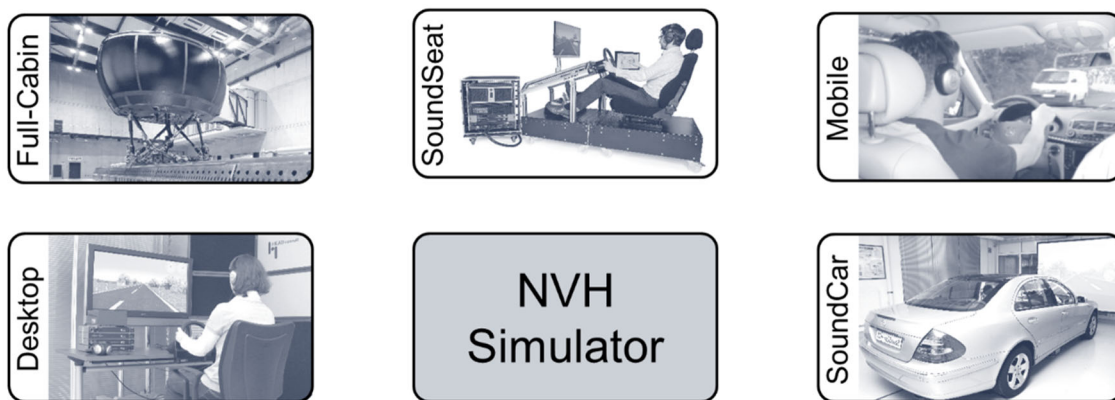 Full-Cabin
SoundSeat
Mobile
Desktop
NVH
Simulator
SoundCar